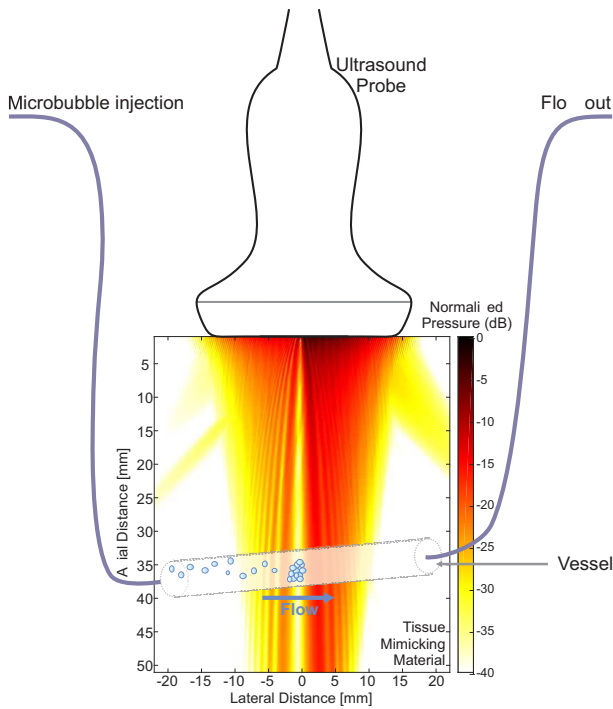 Ultrasound
Probe
Microbubble injection
Flo out
Normali ed
Pressure (dB)
0
-5
-10
-15
-20
-25
-30
-35
-40
5
10
15
20
25
30
35
40
45
50
A ial Distance [mm]
Vessel
Flow
Tissue
Mimicking
Material
-20 -15 -10 -5 0 5 10 15 20
Lateral Distance [mm]